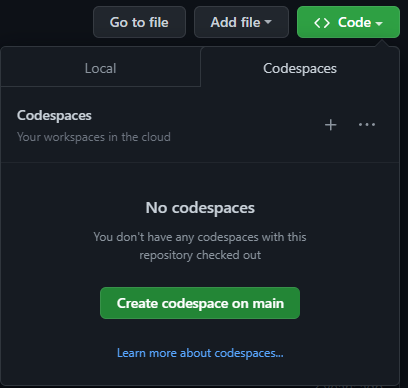 Go to file Add file Code
Local Codespaces
Codespaces
Your workspaces in the cloud
No codespaces
You don't have any codespaces with this
repository checked out
Create codespace on main
Learn more about codespaces...